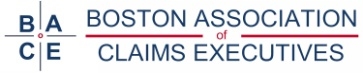 B A
C E
BOSTON ASSOCIATION
of
CLAIMS EXECUTIVES